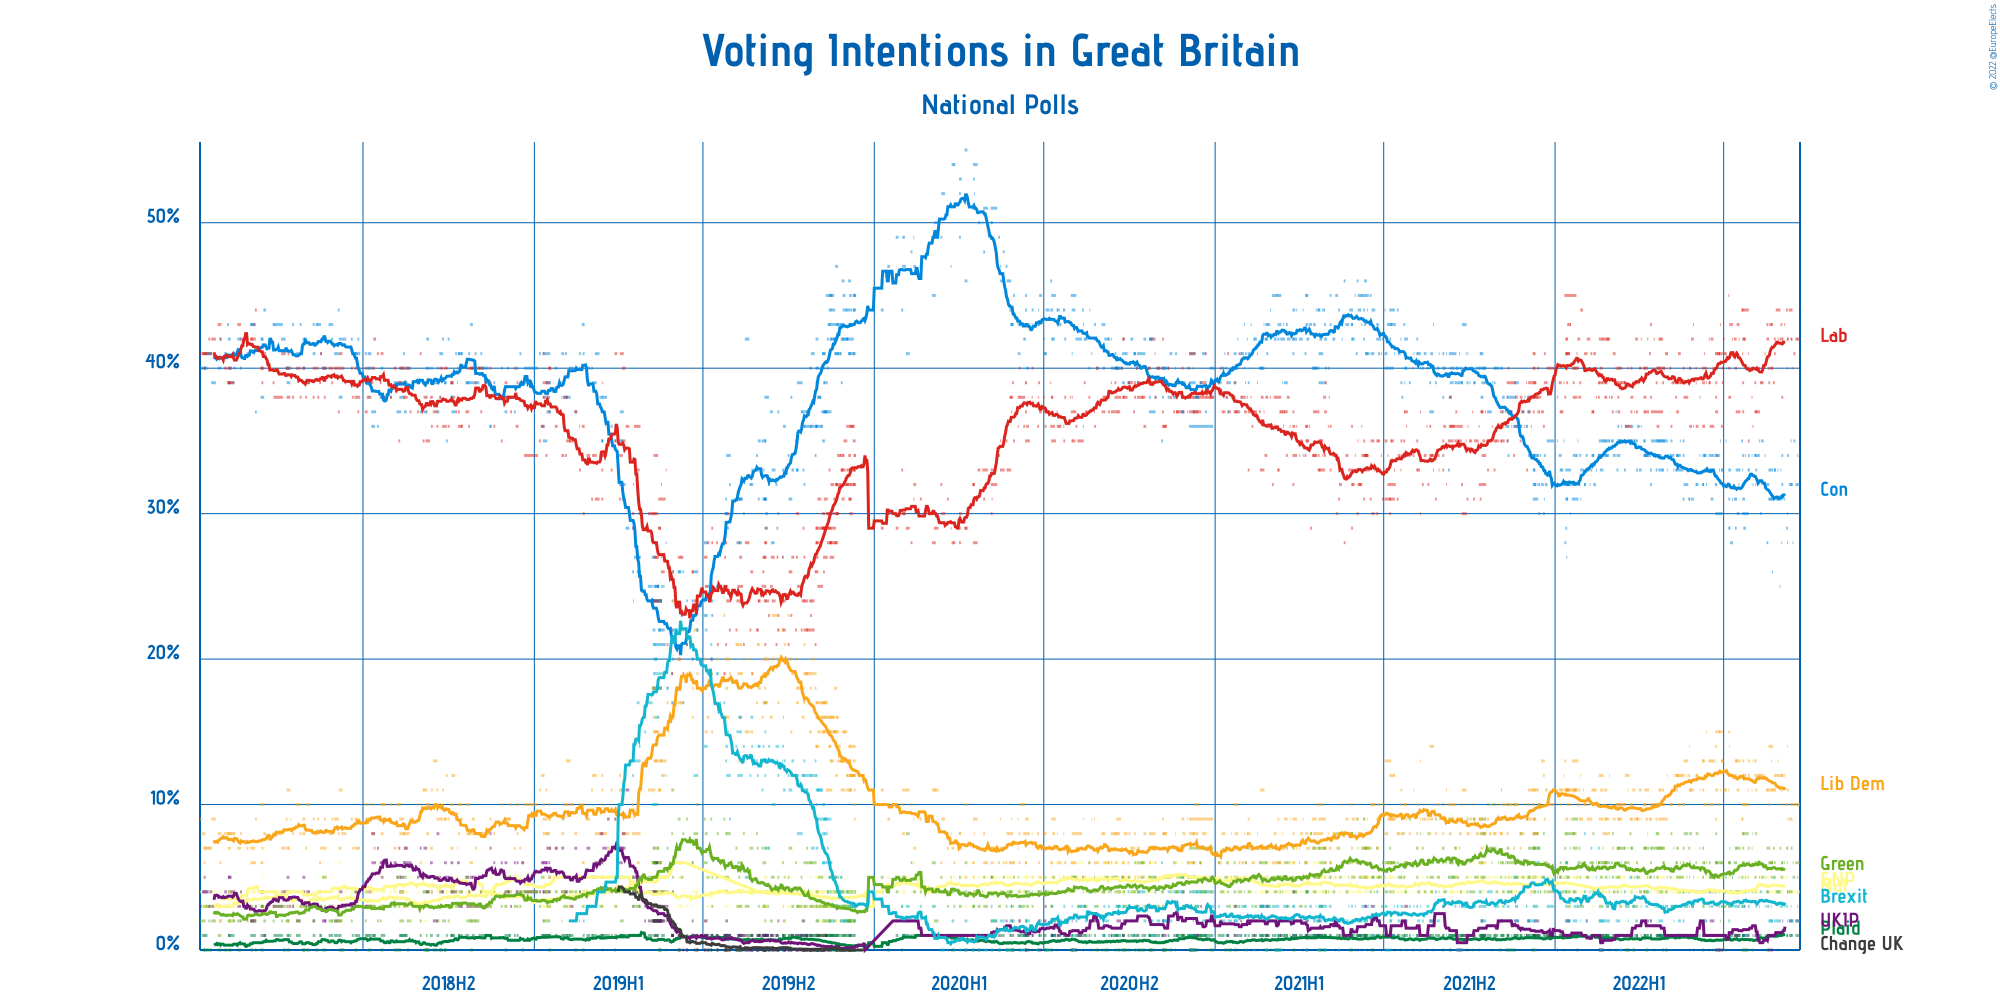 © 2022 @EuropeElects
Voting Intentions in Great Britain
National Polls
50%
40%
30%
20%
10%
0%
Lab
Con
Lib Dem
Green
SNP
Brexit
UKIP
Plaid
Change UK
2018H2
2019H1
2019H2
2020H1
2020H2
2021H1
2021H2
2022H1